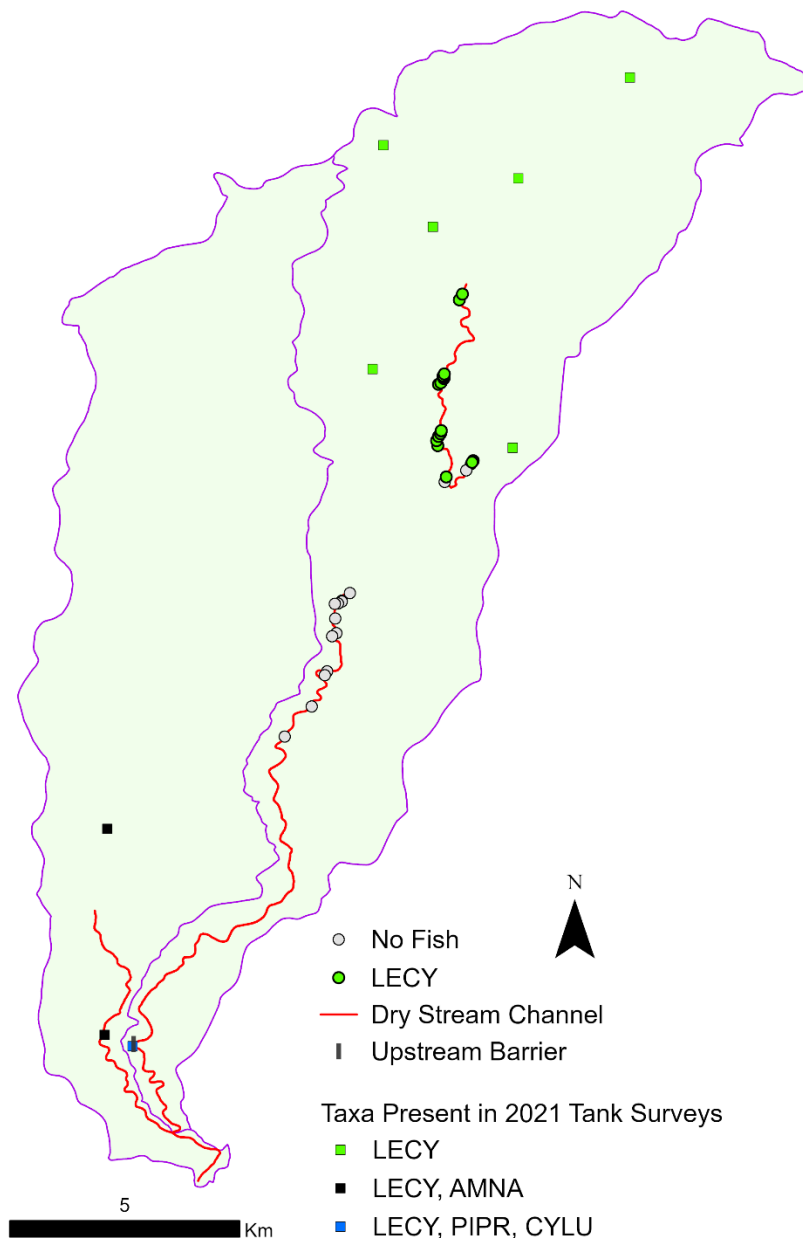 N
No Fish
LECY
Dry Stream Channel
Upstream Barrier
Taxa Present in 2021 Tank Surveys
LECY
LECY, AMNA
LECY, PIPR, CYLU
5
Km